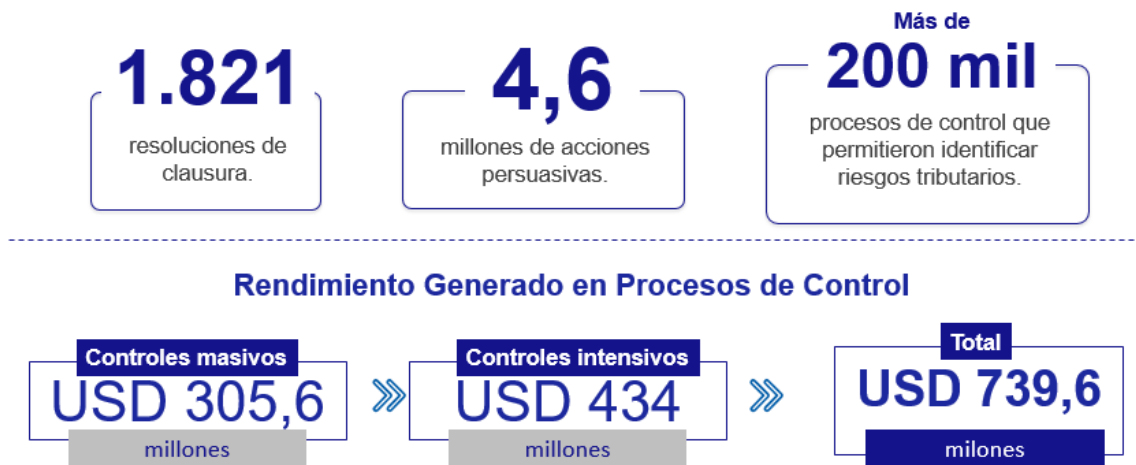 1.821
resoluciones de
clausura.
4,6
millones de acciones
persuasivas.
Más de
200 mil
procesos de control que
permitieron identificar
riesgos tributarios.
Rendimiento Generado en Procesos de Control
Controles masivos
USD 305,6
millones
Controles intensivos
USD 434
millones
Total
USD 739,6
milones